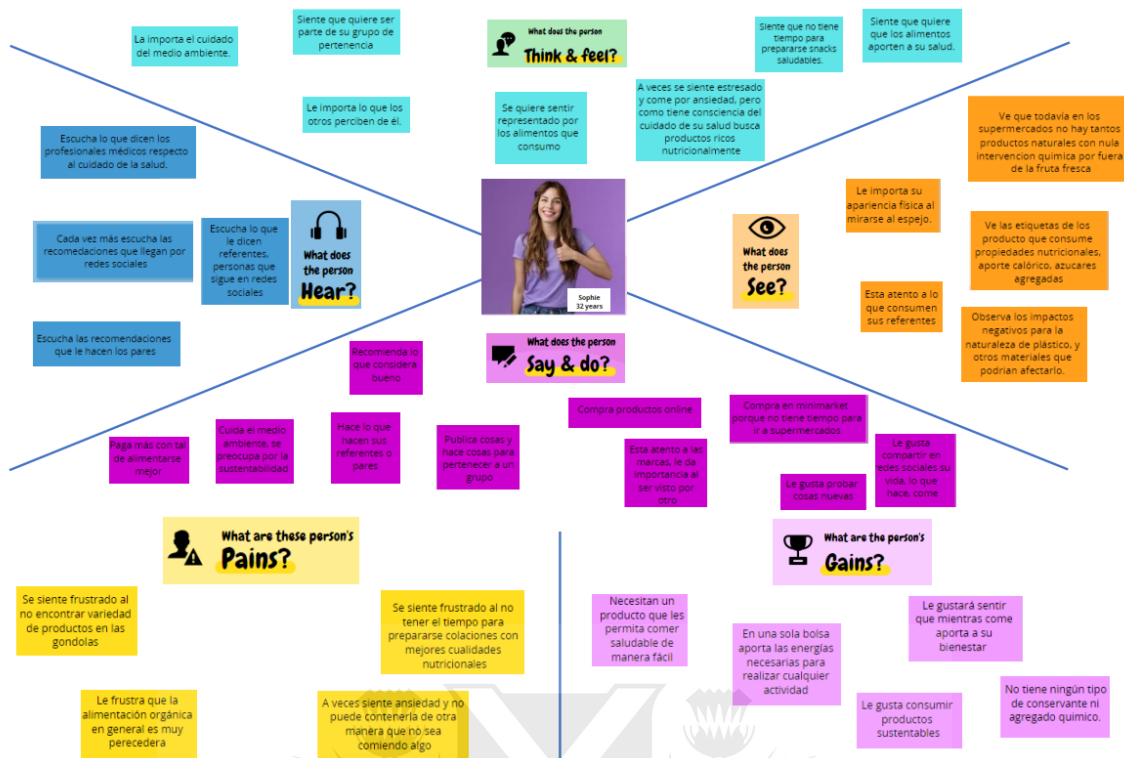 La importa el cuidado
del medio ambiente.
Siente que quiere ser
parte de su grupo de
pertenencia
What does the person
Think & feel?
Siente que no tiene
tiempo para
prepararse snacks
saludables.
Siente que quiere
que los alimentos
aporten a su salud.
Le importa lo que los
otros perciben de él.
Se quiere sentir
representado por
los alimentos que
consumo
A veces se siente estresado
y come por ansiedad, pero
como tiene consciencia del
cuidado de su salud busca
productos ricos
nutricionalmente
Escucha lo que dicen los
profesionales médicos respecto
al cuidado de la salud.
Cada vez más escucha las
recomedaciones que llegan por
redes sociales
Escucha lo que
le dicen
referentes,
personas que
sigue en redes
sociales
What does
the person
Hear?
Escucha las recomendaciones
que le hacen los pares
Sophie
32 years
What does
the person
See?
Ve que todavía en los
supermercados no hay tantos
productos naturales con nula
intervencion quimica por fuera
de la fruta fresca
Le importa su
apariencia física al
mirarse al espejo.
Ve las etiquetas de los
producto que consume
propiedades nutricionales,
aporte calórico, azucares
agregadas
Esta atento a lo
que consumen
sus referentes
Observa los impactos
negativos para la
naturaleza de plástico, y
otros materiales que
podrian afectarlo.
What does the person
Say & do?
Recomienda lo
que considera
bueno
Paga más con tal
de alimentarse
mejor
Cuida el medio
ambiente, se
preocupa por la
sustentabilidad
Hace lo que
hacen sus
referentes o
pares
Publica cosas y
hace cosas para
pertenecer a un
grupo
Compra productos online
Esta atento a las
marcas, le da
importancia al
ser visto por
otro
Compra en minimarket
porque no tiene tiempo para
ir a supermercados
Le gusta probar
cosas nuevas
Le gusta
compartir en
redes sociales su
vida, lo que
hace, come
What are these person's
Pains?
Se siente frustrado al
no encontrar variedad
de productos en las
gondolas
Se siente frustrado al no
tener el tiempo para
prepararse colaciones con
mejores cualidades
nutricionales
Le frustra que la
alimentación orgánica
en general es muy
perecedera
A veces siente ansiedad y no
puede contenerla de otra
manera que no sea
comiendo algo
What are the person's
Gains?
Necesitan un
producto que les
permita comer
saludable de
manera fácil
En una sola bolsa
aporta las energías
necesarias para
realizar cualquier
actividad
Le gustará sentir
que mientras come
aporta a su
bienestar
Le gusta consumir
productos
sustentables
No tiene ningún tipo
de conservante ni
agregado quimico.